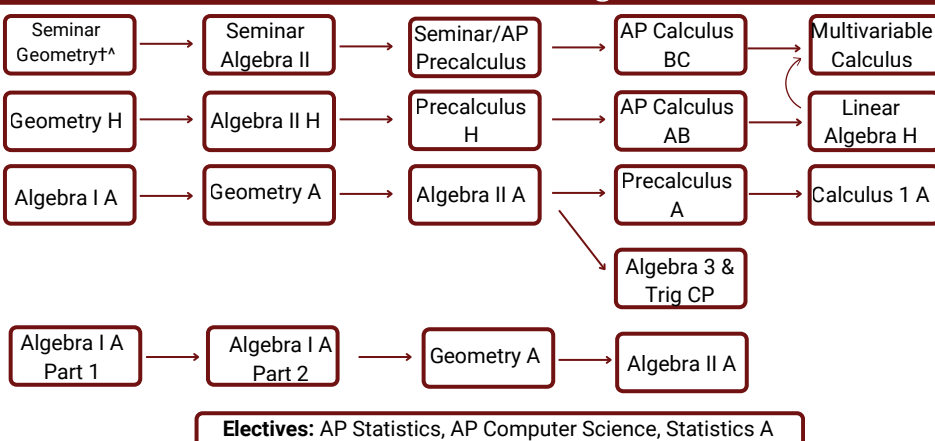 Seminar
Geometry†^
Seminar
Algebra II
Seminar/AP
Precalculus
AP Calculus
BC
Multivariable
Calculus
Geometry H
Algebra II H
Precalculus
H
AP Calculus
AB
Linear
Algebra H
Algebra I A
Geometry A
Algebra II A
Precalculus
A
Calculus 1 A
Algebra 3 &
Trig CP
Algebra I A
Part 1
Algebra I A
Part 2
Geometry A
Algebra II A
Electives: AP Statistics, AP Computer Science, Statistics A